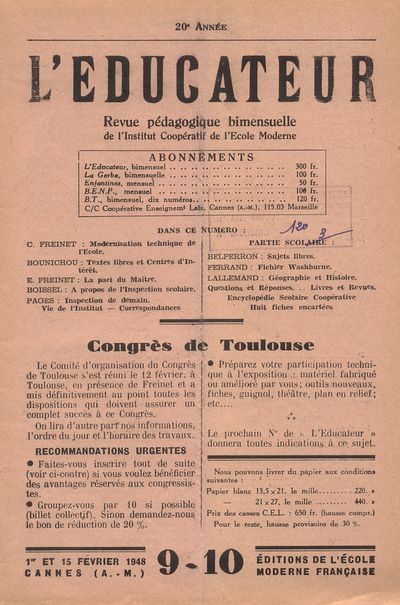 20e ANNÉE
L'EDUCATEUR
Revue pédagogique bimensuelle
de l'Institut Coopératif de l'Ecole Moderne
ABONNEMENTS
L'Educateur, bimensuel .. .. .. .. .. .. .. .. 300 fr.
La Gerbe, bimensuelle .. .. .. .. .. .. .. .. 100 fr.
Enfantines, mensuel .. .. .. .. .. .. .. .. 50 fr.
B.E.N.P., mensuel .. .. .. .. .. .. .. .. 100 fr.
B.T., bimensuel, dix numéros.. .. .. .. .. 120 fr.
C/C Coopérative Enseignemt Laïc, Cannes (A.-M.), 115.03 Marseille
DANS CE NUMERO :
C. FREINET : Modernisation technique de
l'Ecole.
BOUNICHOU : Textes libres et Centres d'In-
térêt.
E. FREINET : La part du Maître.
BOISSEL : A propos de l'Inspection scolaire.
PAGÈS : Inspection de demain.
Vie de l'Institut — Correspondances
120
PARTIE SCOLAIRE :
BELPERRON : Sujets libres.
FERRAND : Fichier Washburne.
LALLEMAND : Géographie et Histoire.
Questions et Réponses. .. Livres et Revues.
Encyclopédie Scolaire Coopérative
Huit fiches encartées
Congrès de Toulouse
Le Comité d'organisation du Congrès
de Toulouse s'est réuni le 12 février, à
Toulouse, en présence de Freinet et a
mis définitivement au point toutes les
dispositions qui doivent assurer un
complet succès à ce Congrès.
On lira d'autre part nos informations,
l'ordre du jour et l'horaire des travaux.
RECOMMANDATIONS URGENTES
● Faites-vous inscrire tout de suite
(voir ci-contre) si vous voulez bénéficier
des avantages réservés aux congressis-
tes.
● Groupez-vous par 10 si possible
(billet collectif). Sinon demandez-nous
le bon de réduction de 20 %.
● Préparez votre participation techni-
que à l'exposition : matériel fabriqué
ou amélioré par vous ; outils nouveaux,
fiches, guignol, théâtre, plan en relief ;
etc...,
Le prochain N° de « L'Educateur »
donnera toutes indications à ce sujet.
Nous pouvons livrer du papier aux conditions
suivantes :
Papier blanc 13,5×21, le mille......... 220. »
— 21×27, le mille......... 440. »
Prix des casses C.E.L. : 650 fr. (hausse compr.)
Pour le reste, hausse provisoire de 30 %.
1er ET 15 FÉVRIER 1948
CANNES (A.-M.)
9-10
ÉDITIONS DE L'ÉCOLE
MODERNE FRANÇAISE